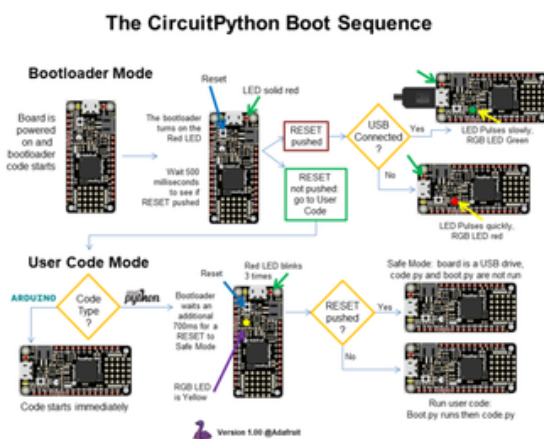 The CircuitPython Boot Sequence
Bootloader Mode
Reset
LED solid red
Board is
powered
on and
bootloader
code starts
The bootloader
turns on the
Red LED
Wait 500
milliseconds
to see if
RESET pushed
RESET
pushed
RESET
not pushed:
go to User
Code
USB
Connected
?
Yes
No
LED Pulses slowly,
RGB LED Green
LED Pulses quickly,
RGB LED red
User Code Mode
ARDUINO
Code
Type
?
python
Code starts immediately
Bootloader
waits an
additional
700ms for a
RESET to
Safe Mode
Reset
Red LED blinks
3 times
RGB LED
is Yellow
RESET
pushed
?
Yes
No
Safe Mode: board is a USB drive,
code.py and boot.py are not run
Run user code:
Boot.py runs then code.py
Version 1.00 @Adafruit